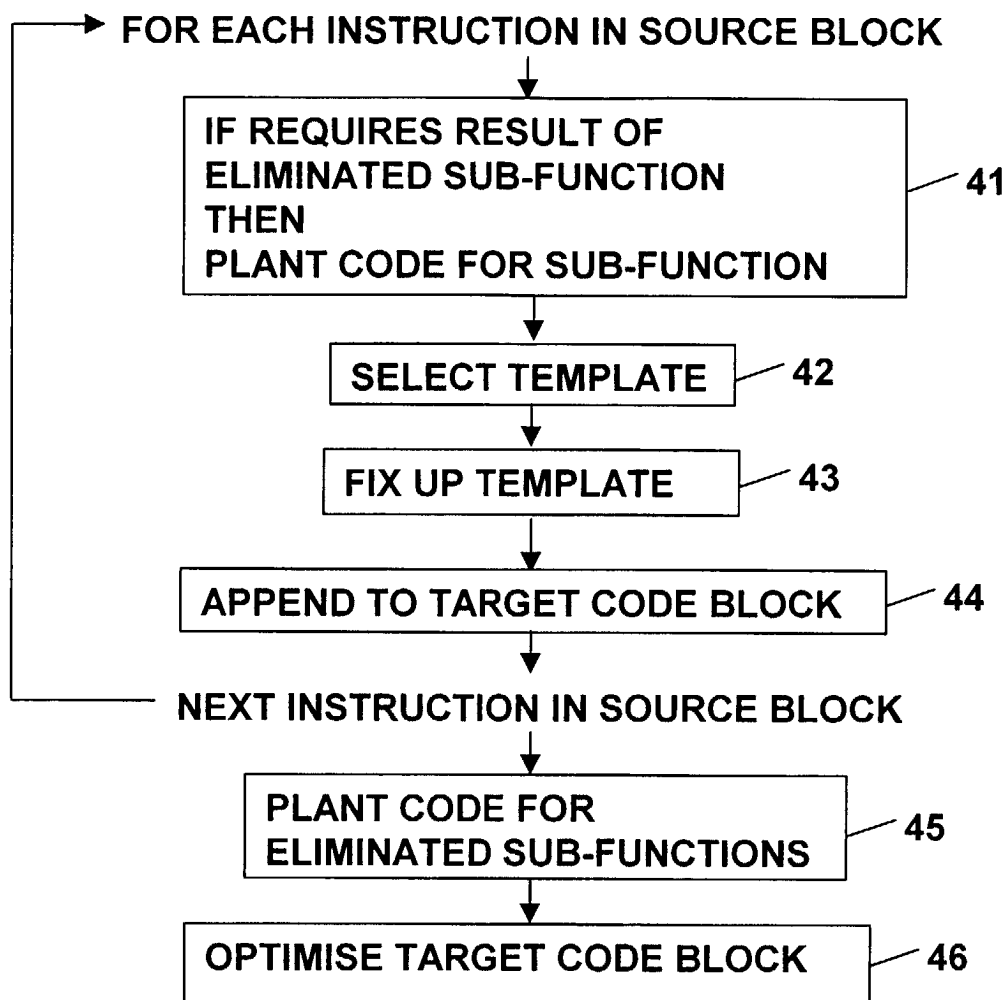 FOR EACH INSTRUCTION IN SOURCE BLOCK
IF REQUIRES RESULT OF
ELIMINATED SUB-FUNCTION
THEN
PLANT CODE FOR SUB-FUNCTION
41
SELECT TEMPLATE
42
FIX UP TEMPLATE
43
APPEND TO TARGET CODE BLOCK
44
NEXT INSTRUCTION IN SOURCE BLOCK
PLANT CODE FOR
ELIMINATED SUB-FUNCTIONS
45
OPTIMISE TARGET CODE BLOCK
46